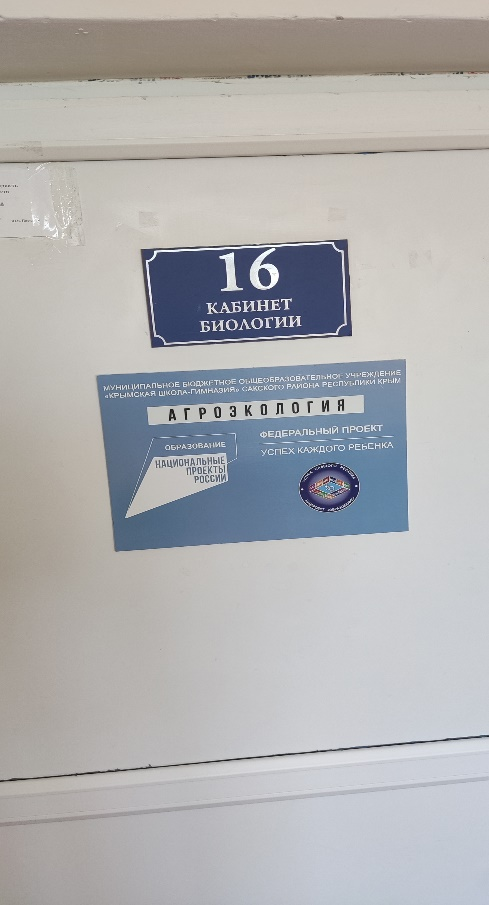 16
КАБИНЕТ
БИОЛОГИИ
МУНИЦИПАЛЬНОЕ БЮДЖЕТНОЕ ОБЩЕОБРАЗОВАТЕЛЬНОЕ УЧРЕЖДЕНИЕ
«КРЫМСКАЯ ШКОЛА-ГИМНАЗИЯ» САКСКОГО РАЙОНА РЕСПУБЛИКИ КРЫМ
АГРОЭКОЛОГИЯ
ОБРАЗОВАНИЕ
НАЦИОНАЛЬНЫЕ
ПРОЕКТЫ
РОССИИ
ФЕДЕРАЛЬНЫЙ ПРОЕКТ
УСПЕХ КАЖДОГО РЕБЕНКА